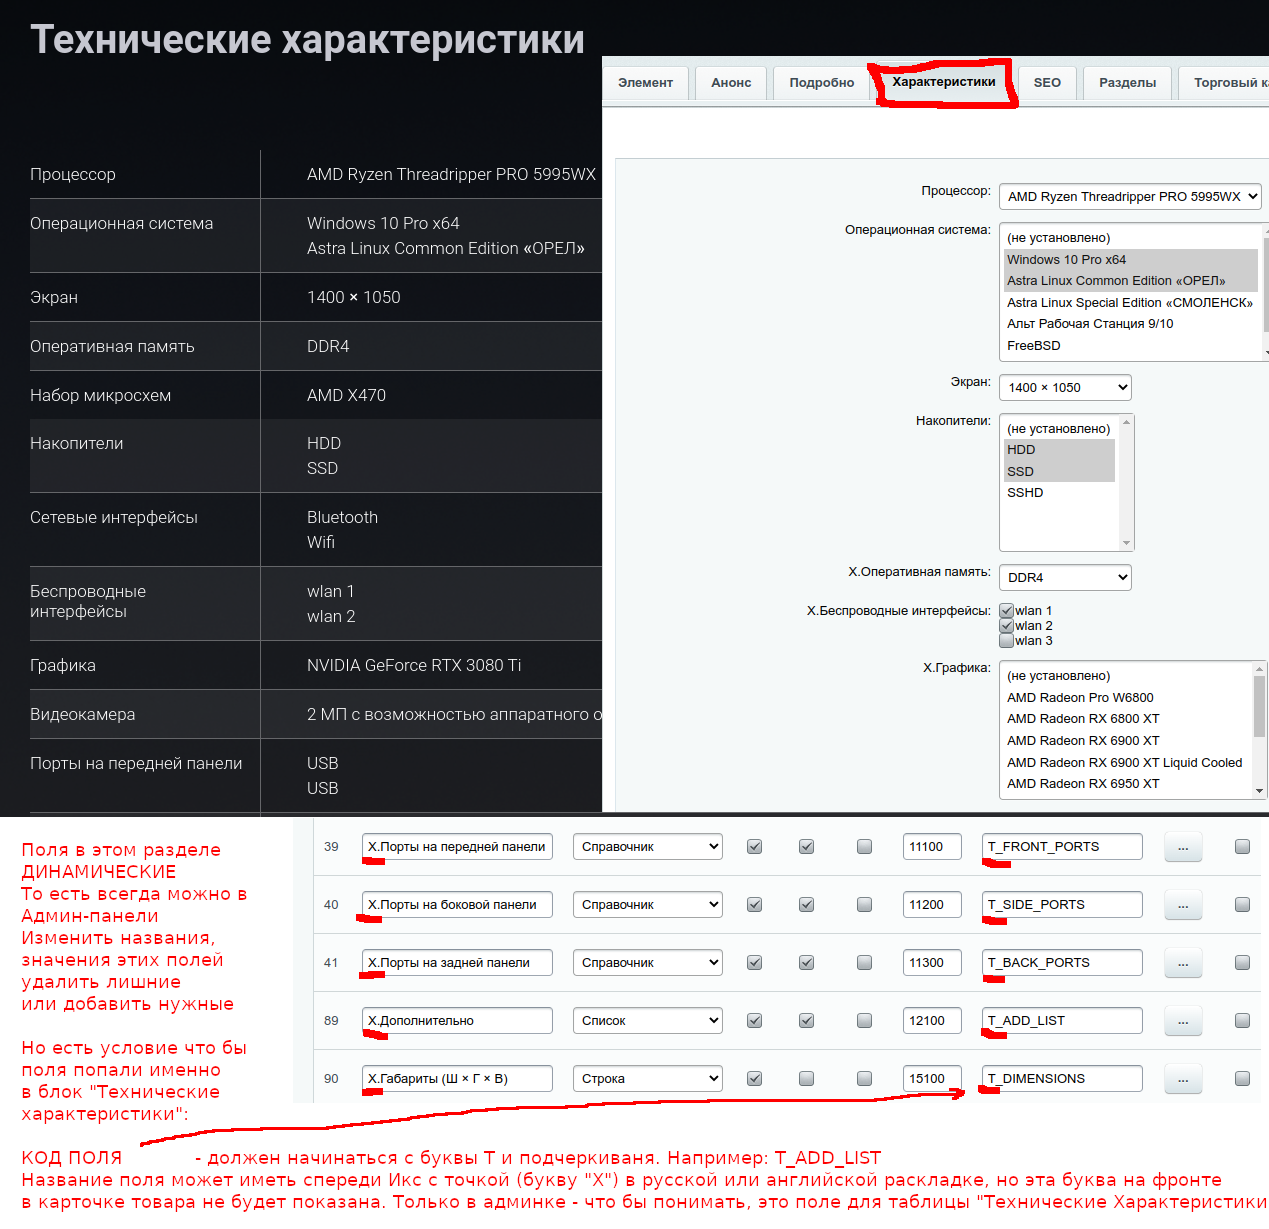 Технические характеристики
Элемент Анонс Подробно Характеристики SEO Разделы Торговый ка
Процессор AMD Ryzen Threadripper PRO 5995WX
Операционная система Windows 10 Pro x64
Astra Linux Common Edition «ОРЕЛ»
Экран 1400 × 1050
Оперативная память DDR4
Набор микросхем AMD X470
Накопители HDD
SSD
Сетевые интерфейсы Bluetooth
Wifi
Беспроводные
интерфейсы
wlan 1
wlan 2
Графика NVIDIA GeForce RTX 3080 Ti
Видеокамера 2 МП с возможностью аппаратного о
Порты на передней панели USB
USB
Процессор: AMD Ryzen Threadripper PRO 5995WX
Операционная система: (не установлено)
Windows 10 Pro x64
Astra Linux Common Edition «ОРЕЛ»
Astra Linux Special Edition «СМОЛЕНСК»
Альт Рабочая Станция 9/10
FreeBSD
Экран: 1400 × 1050
Накопители: (не установлено)
HDD
SSD
SSHD
Х.Оперативная память: DDR4
Х.Беспроводные интерфейсы: wlan 1
wlan 2
wlan 3
Х.Графика: (не установлено)
AMD Radeon Pro W6800
AMD Radeon RX 6800 XT
AMD Radeon RX 6900 XT
AMD Radeon RX 6900 XT Liquid Cooled
AMD Radeon RX 6950 XT
39 Х.Порты на передней панели Справочник 11100 T_FRONT_PORTS ...
40 Х.Порты на боковой панели Справочник 11200 T_SIDE_PORTS ...
41 Х.Порты на задней панели Справочник 11300 T_BACK_PORTS ...
89 Х.Дополнительно Список 12100 T_ADD_LIST ...
90 Х.Габариты (Ш × Г × В) Строка 15100 T_DIMENSIONS ...
Поля в этом разделе
ДИНАМИЧЕСКИЕ
То есть всегда можно в
Админ-панели
Изменить названия,
значения этих полей
удалить лишние
или добавить нужные
Но есть условие что бы
поля попали именно
в блок "Технические
характеристики":
КОД ПОЛЯ - должен начинаться с буквы Т и подчеркиваня. Например: T_ADD_LIST
Название поля может иметь спереди Икс с точкой (букву "Х") в русской или английской раскладке, но эта буква на фронте
в карточке товара не будет показана. Только в админке - что бы понимать, это поле для таблицы "Технические Характеристики